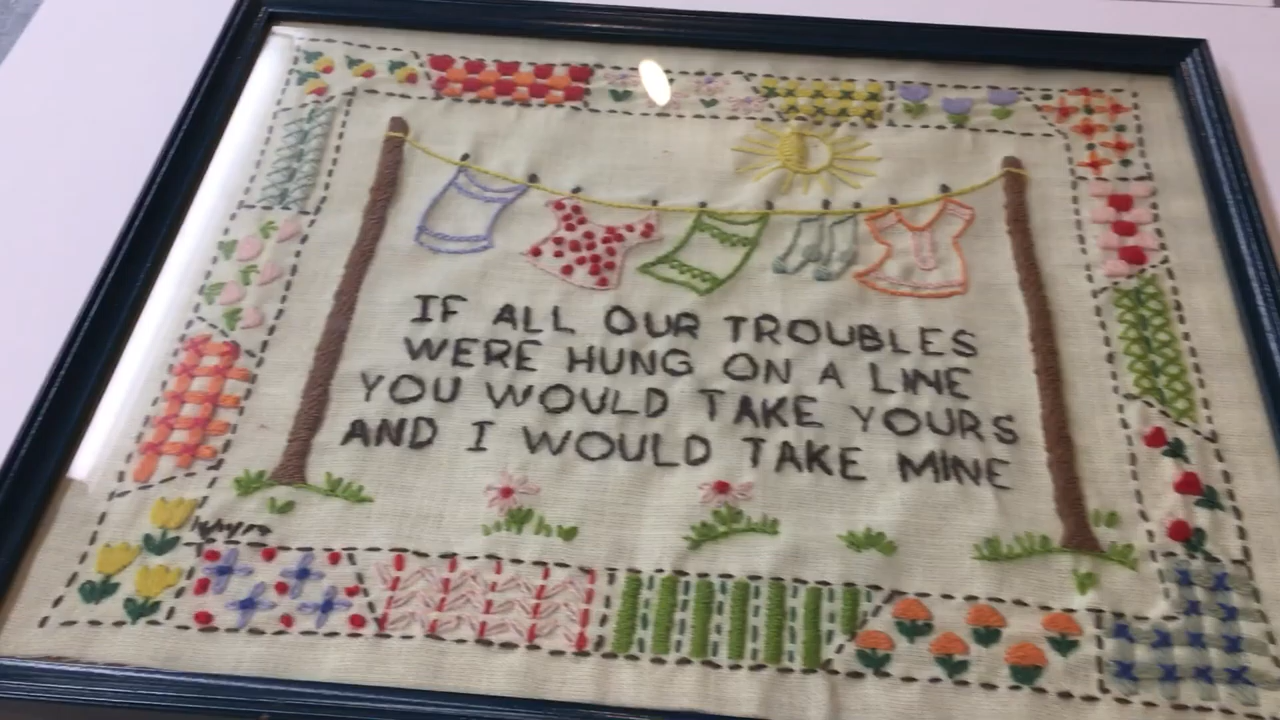 IF ALL OUR TROUBLES
WERE HUNG ON A LINE
YOU WOULD TAKE YOURS
AND I WOULD TAKE MINE